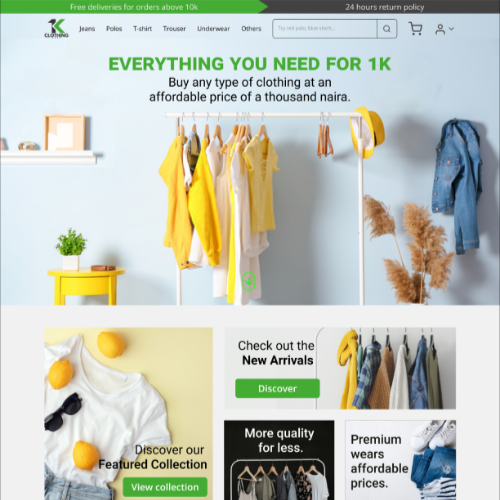 Free deliveries for orders above 10k
24 hours return policy
1K
CLOTHING
Jeans
Polos
T-shirt
Trouser
Underwear
Others
Try red polo, blue short...
EVERYTHING YOU NEED FOR 1K
Buy any type of clothing at an
affordable price of a thousand naira.
Check out the
New Arrivals
Discover
Discover our
Featured Collection
View collection
More quality
for less.
Premium
wears
affordable
prices.